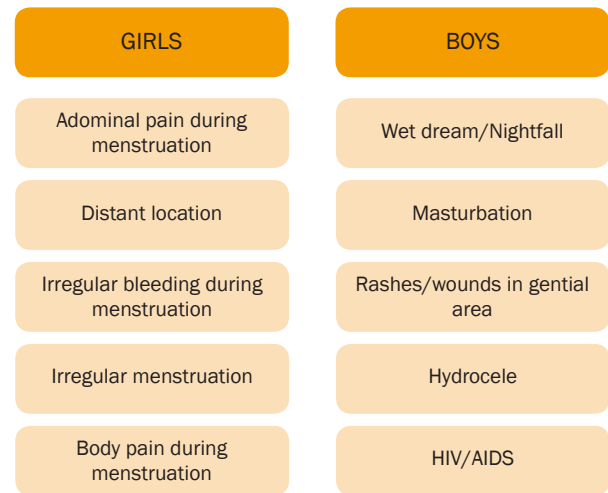 GIRLS
Adominal pain during
menstruation
Distant location
Irregular bleeding during
menstruation
Irregular menstruation
Body pain during
menstruation
BOYS
Wet dream/Nightfall
Masturbation
Rashes/wounds in gential
area
Hydrocele
HIV/AIDS